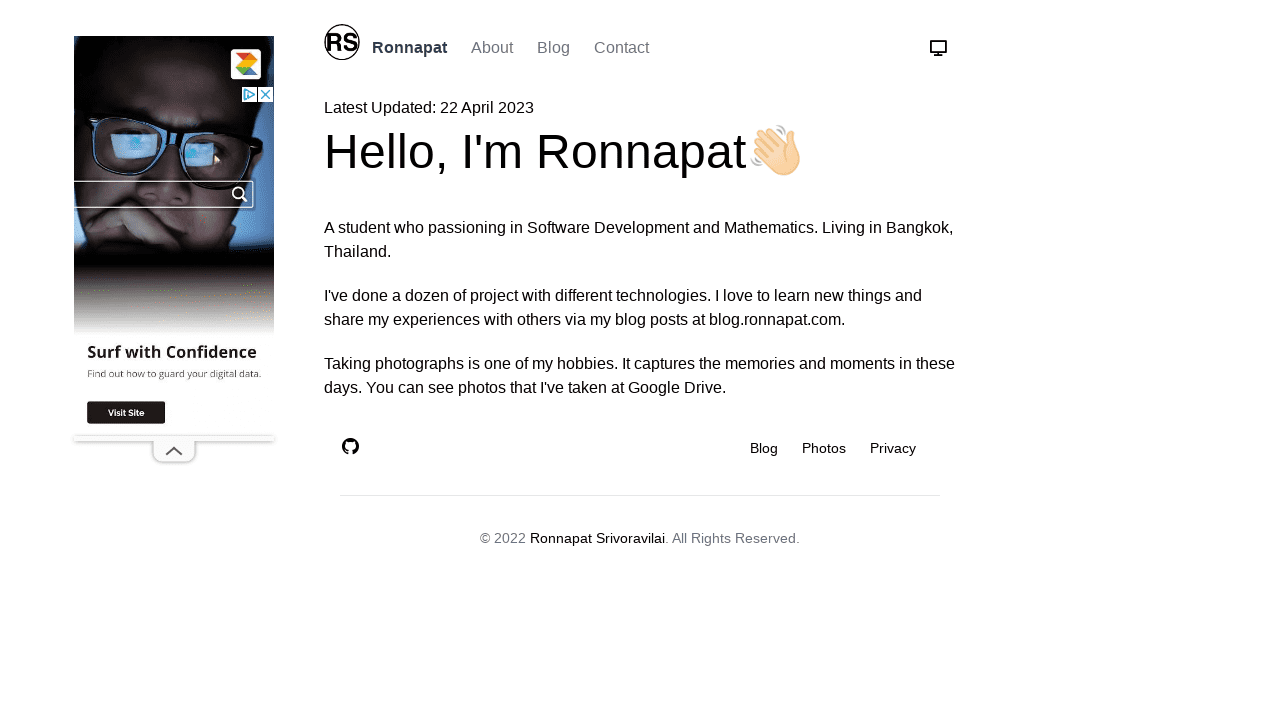 RS Ronnapat About Blog Contact
Latest Updated: 22 April 2023
Hello, I'm Ronnapat👋🏼
A student who passioning in Software Development and Mathematics. Living in Bangkok,
Thailand.
I've done a dozen of project with different technologies. I love to learn new things and
share my experiences with others via my blog posts at blog.ronnapat.com.
Taking photographs is one of my hobbies. It captures the memories and moments in these
days. You can see photos that I've taken at Google Drive.
Surf with Confidence
Find out how to guard your digital data.
Visit Site
Blog Photos Privacy
© 2022 Ronnapat Srivoravilai. All Rights Reserved.